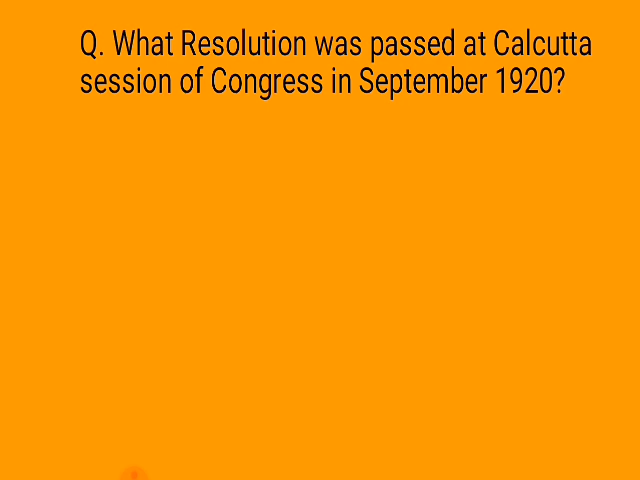 Q. What Resolution was passed at Calcutta
session of Congress in September 1920?